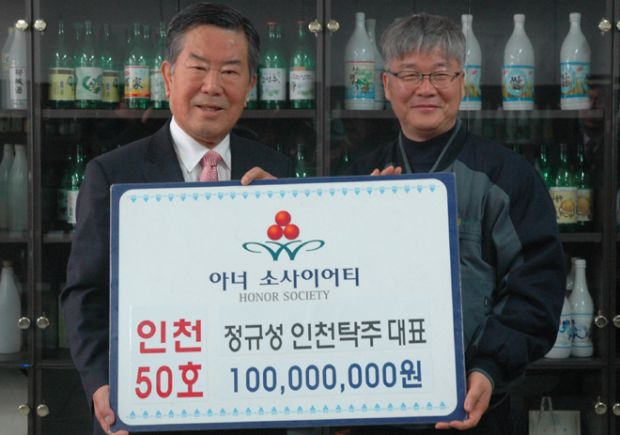 아너 소사이어티
HONOR SOCIETY
인천 정규성 인천탁주 대표
50호 100,000,000원